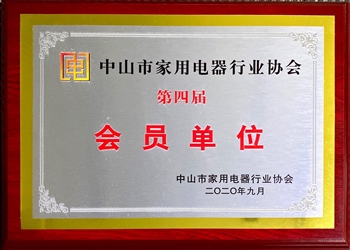 中山市家用电器行业协会
第四届
会员单位
中山市家用电器行业协会
二〇二〇年九月